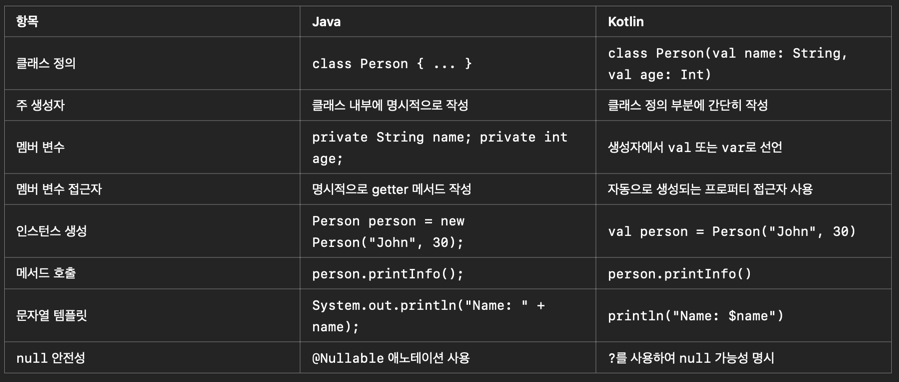 항목 Java Kotlin
클래스 정의 class Person { ... } class Person(val name: String,
val age: Int)
주 생성자 클래스 내부에 명시적으로 작성 클래스 정의 부분에 간단히 작성
멤버 변수 private String name; private int
age; 생성자에서 val 또는 var로 선언
멤버 변수 접근자 명시적으로 getter 메서드 작성 자동으로 생성되는 프로퍼티 접근자 사용
인스턴스 생성 Person person = new
Person("John", 30); val person = Person("John", 30)
메서드 호출 person.printInfo(); person.printInfo()
문자열 템플릿 System.out.println("Name: " +
name); println("Name: $name")
null 안전성 @Nullable 애노테이션 사용 ?를 사용하여 null 가능성 명시